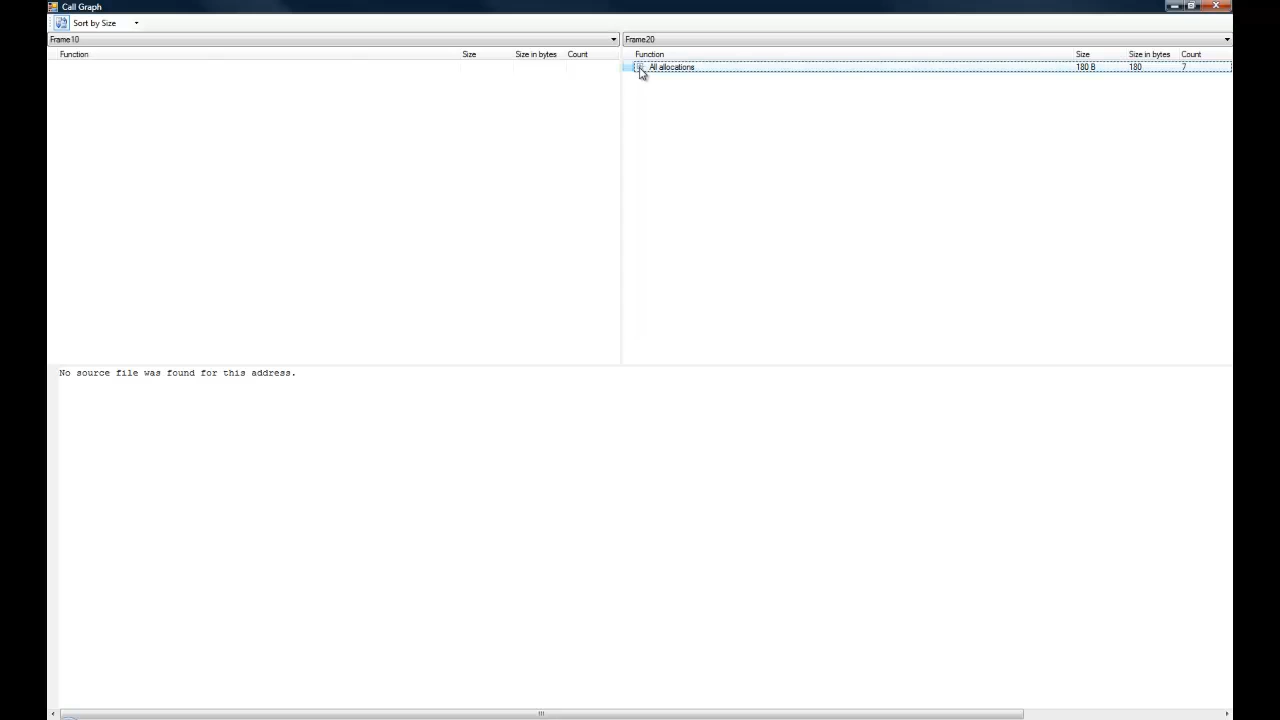 Call Graph
Sort by Size
Frame10
Frame20
Function Size Size in bytes Count
Function Size Size in bytes Count
All allocations 180 B 180 7
No source file was found for this address.